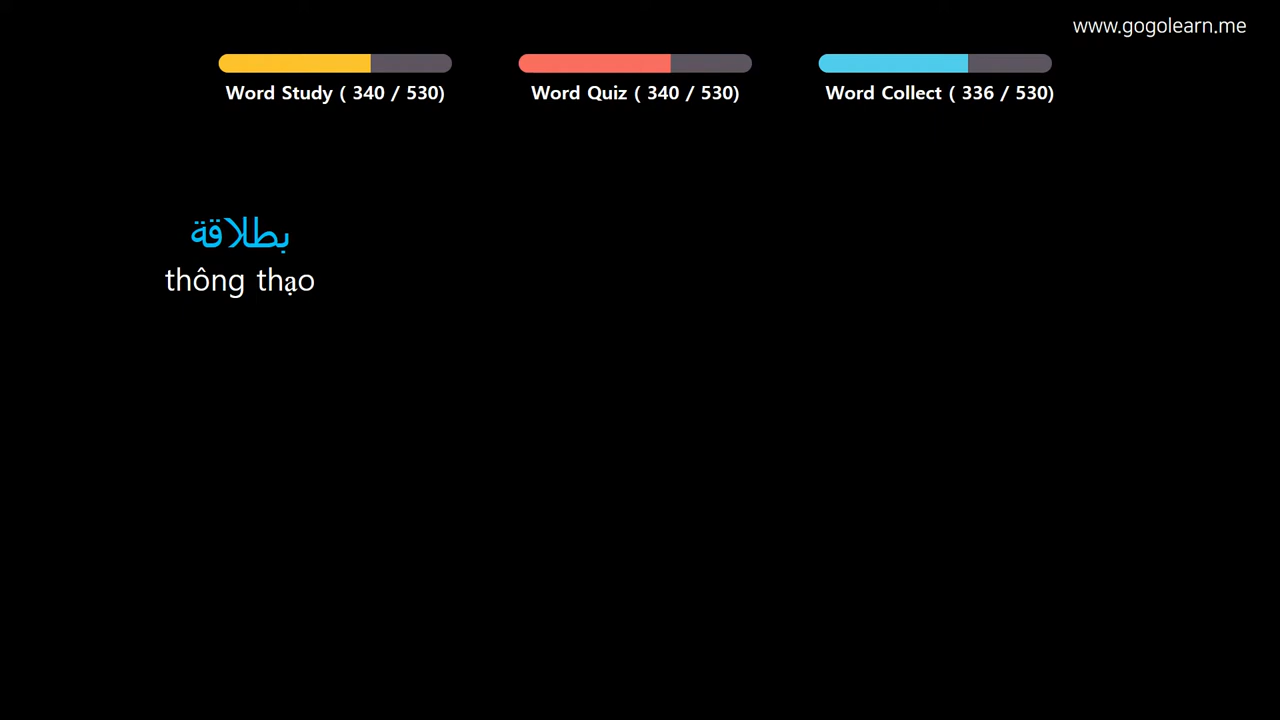 www.gogolearn.me
Word Study ( 340 / 530)
Word Quiz ( 340 / 530)
Word Collect ( 336 / 530)
بطلاقة
thông thạo